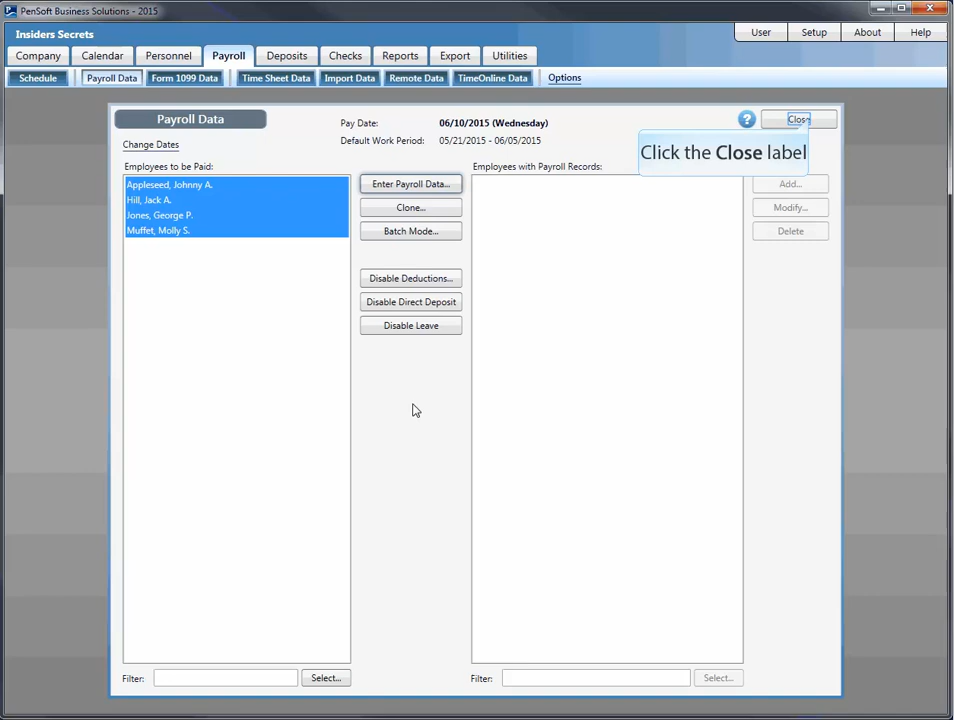 PenSoft Business Solutions - 2015
Insiders Secrets
User
Setup
About
Help
Company
Calendar
Personnel
Payroll
Deposits
Checks
Reports
Export
Utilities
Schedule
Payroll Data
Form 1099 Data
Time Sheet Data
Import Data
Remote Data
TimeOnline Data
Options
Payroll Data
Pay Date:
06/10/2015 (Wednesday)
?
Close
Default Work Period:
05/21/2015 - 06/05/2015
Change Dates
Click the Close label
Employees to be Paid:
Employees with Payroll Records:
Appleseed, Johnny A.
Hill, Jack A.
Jones, George P.
Muffet, Molly S.
Enter Payroll Data...
Clone...
Batch Mode...
Disable Deductions...
Disable Direct Deposit
Disable Leave
Add...
Modify...
Delete
Filter:
Select...
Filter:
Select...